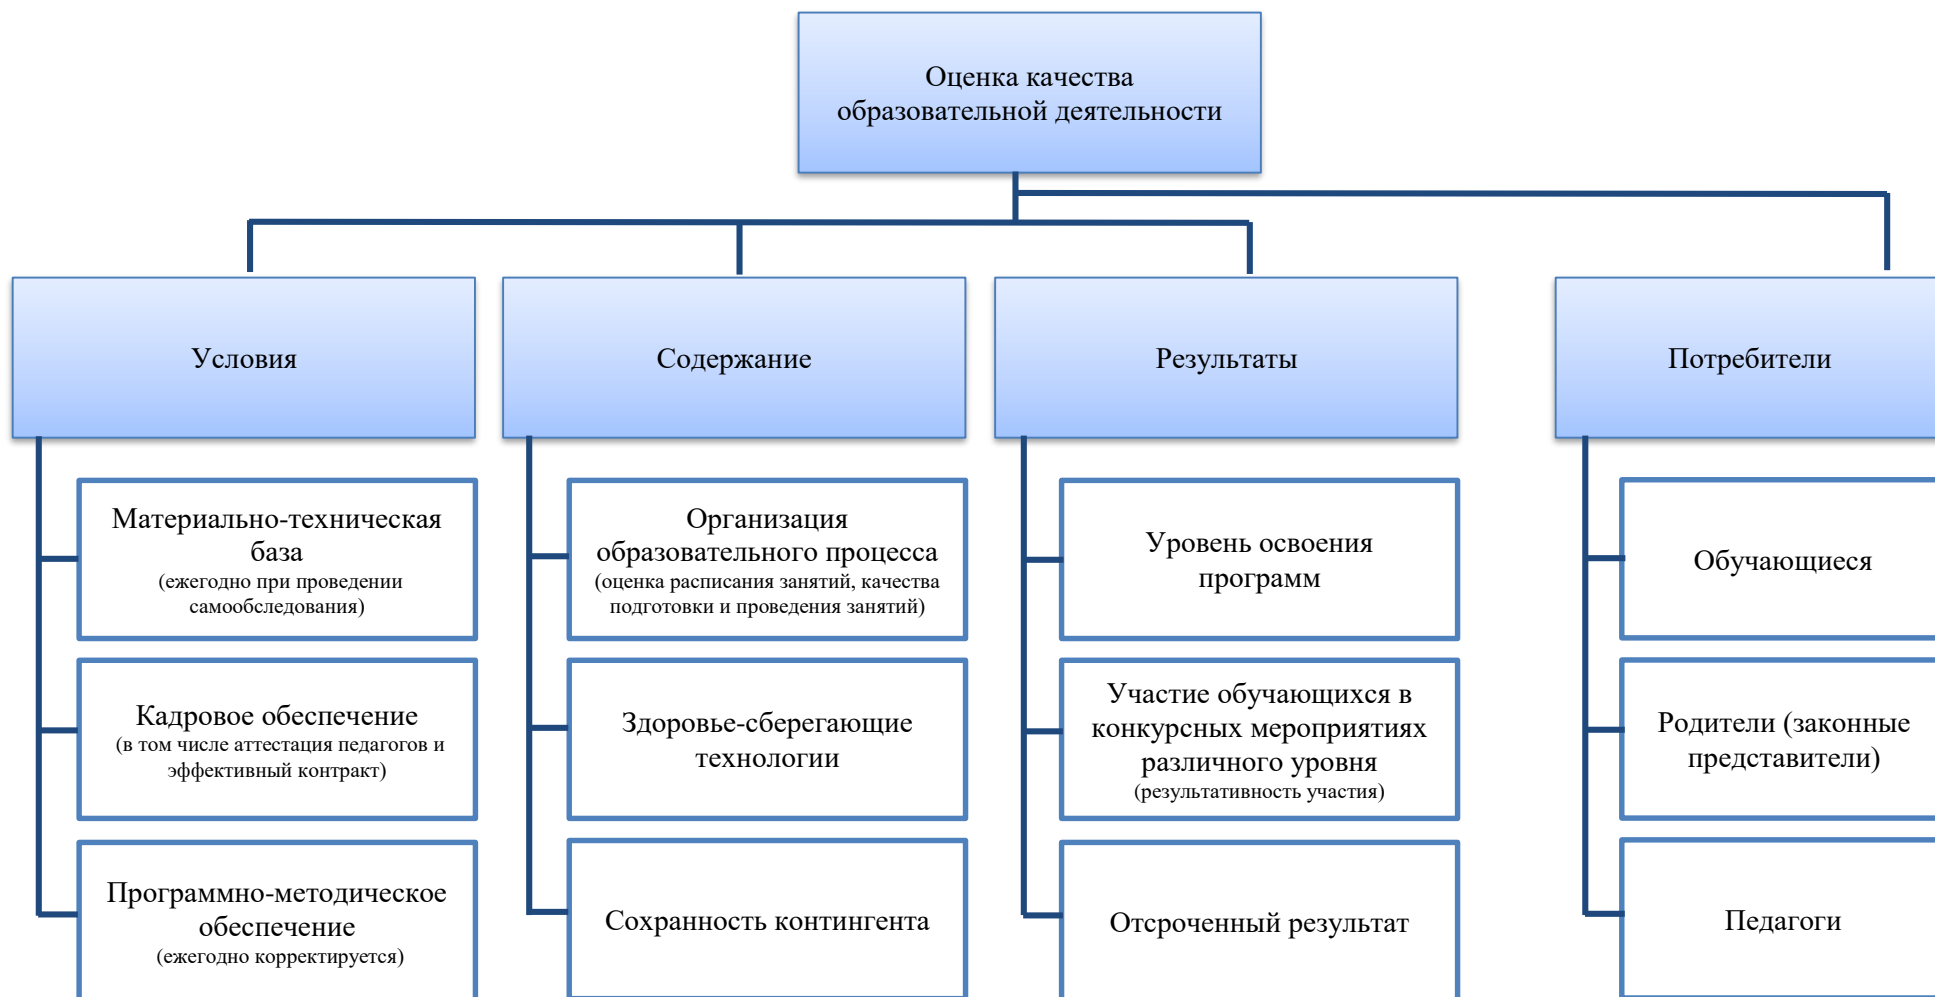 Оценка качества
образовательной деятельности
Условия
Содержание
Результаты
Потребители
Материально-техническая
база
(ежегодно при проведении
самообследования)
Кадровое обеспечение
(в том числе аттестация педагогов и
эффективный контракт)
Программно-методическое
обеспечение
(ежегодно корректируется)
Организация
образовательного процесса
(оценка расписания занятий, качества
подготовки и проведения занятий)
Здоровье-сберегающие
технологии
Сохранность контингента
Уровень освоения
программ
Участие обучающихся в
конкурсных мероприятиях
различного уровня
(результативность участия)
Отсроченный результат
Обучающиеся
Родители (законные
представители)
Педагоги